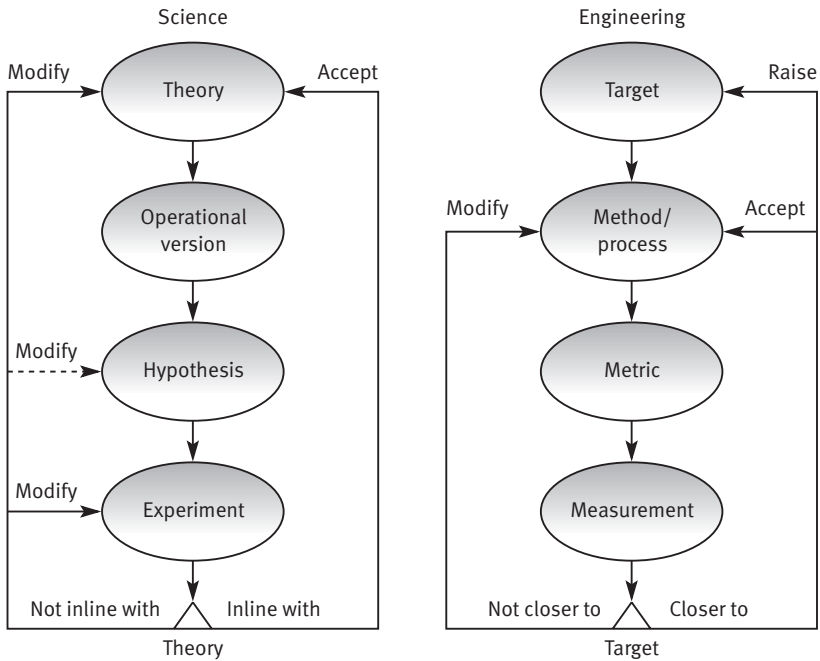 Science
Modify
Accept
Theory
Operational
version
Modify
Hypothesis
Modify
Experiment
Not inline with
Inline with
Theory
Engineering
Raise
Target
Modify
Accept
Method/
process
Metric
Measurement
Not closer to
Closer to
Target